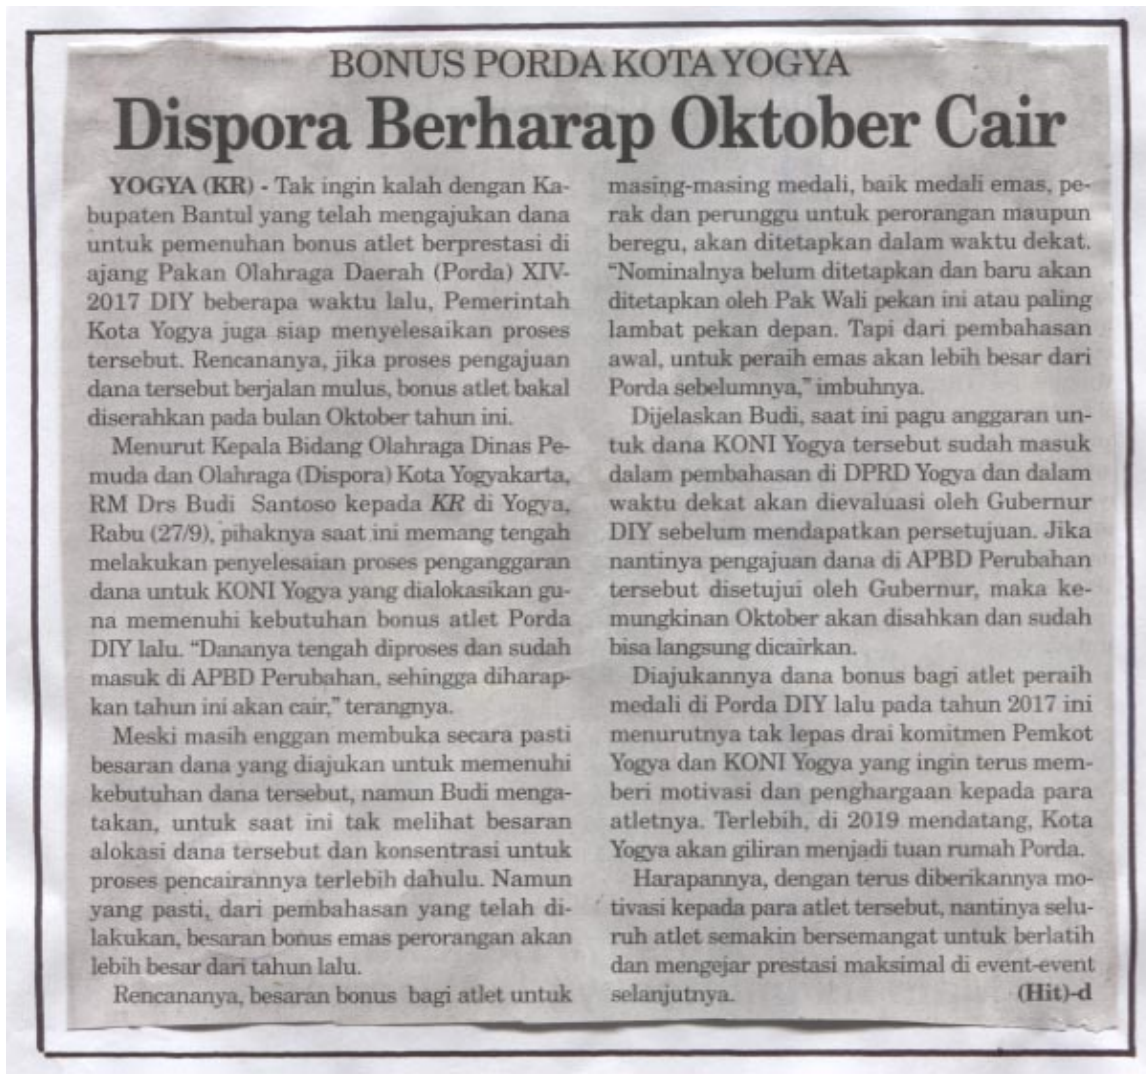 BONUS PORDA KOTA YOGYA
Dispora Berharap Oktober Cair
YOGYA (KR) - Tak ingin kalah dengan Ka-
bupaten Bantul yang telah mengajukan dana
untuk pemenuhan bonus atlet berprestasi di
ajang Pakan Olahraga Daerah (Porda) XIV-
2017 DIY beberapa waktu lalu, Pemerintah
Kota Yogya juga siap menyelesaikan proses
tersebut. Rencananya, jika proses pengajuan
dana tersebut berjalan mulus, bonus atlet bakal
diserahkan pada bulan Oktober tahun ini.
Menurut Kepala Bidang Olahraga Dinas Pe-
muda dan Olahraga (Dispora) Kota Yogyakarta,
RM Drs Budi Santoso kepada KR di Yogya,
Rabu (27/9), pihaknya saat ini memang tengah
melakukan penyelesaian proses penganggaran
dana untuk KONI Yogya yang dialokasikan gu-
na memenuhi kebutuhan bonus atlet Porda
DIY lalu. “Dananya tengah diproses dan sudah
masuk di APBD Perubahan, sehingga diharap-
kan tahun ini akan cair,” terangnya.
Meski masih enggan membuka secara pasti
besaran dana yang diajukan untuk memenuhi
kebutuhan dana tersebut, namun Budi menga-
takan, untuk saat ini tak melihat besaran
alokasi dana tersebut dan konsentrasi untuk
proses pencairannya terlebih dahulu. Namun
yang pasti, dari pembahasan yang telah di-
lakukan, besaran bonus emas perorangan akan
lebih besar dari tahun lalu.
Rencananya, besaran bonus bagi atlet untuk
masing-masing medali, baik medali emas, pe-
rak dan perunggu untuk perorangan maupun
beregu, akan ditetapkan dalam waktu dekat.
“Nominalnya belum ditetapkan dan baru akan
ditetapkan oleh Pak Wali pekan ini atau paling
lambat pekan depan. Tapi dari pembahasan
awal, untuk peraih emas akan lebih besar dari
Porda sebelumnya,” imbuhnya.
Dijelaskan Budi, saat ini pagu anggaran un-
tuk dana KONI Yogya tersebut sudah masuk
dalam pembahasan di DPRD Yogya dan dalam
waktu dekat akan dievaluasi oleh Gubernur
DIY sebelum mendapatkan persetujuan. Jika
nantinya pengajuan dana di APBD Perubahan
tersebut disetujui oleh Gubernur, maka ke-
mungkinan Oktober akan disahkan dan sudah
bisa langsung dicairkan.
Diajukannya dana bonus bagi atlet peraih
medali di Porda DIY lalu pada tahun 2017 ini
menurutnya tak lepas drai komitmen Pemkot
Yogya dan KONI Yogya yang ingin terus mem-
beri motivasi dan penghargaan kepada para
atletnya. Terlebih, di 2019 mendatang, Kota
Yogya akan giliran menjadi tuan rumah Porda.
Harapannya, dengan terus diberikannya mo-
tivasi kepada para atlet tersebut, nantinya selu-
ruh atlet semakin bersemangat untuk berlatih
dan mengejar prestasi maksimal di event-event
selanjutnya. (Hit)-d